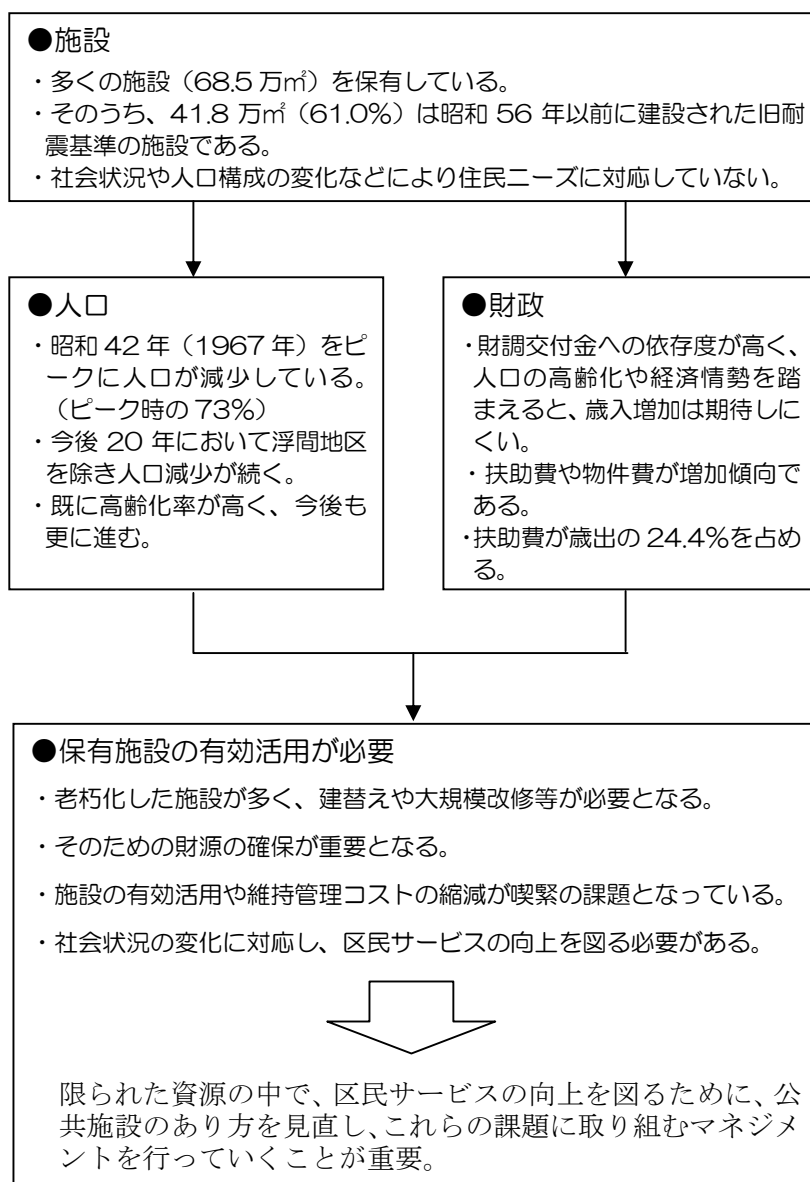 ●施設
・多くの施設（68.5 万㎡）を保有している。
・そのうち、41.8 万㎡（61.0%）は昭和 56 年以前に建設された旧耐
震基準の施設である。
・社会状況や人口構成の変化などにより住民ニーズに対応していない。
●人口
・昭和 42 年（1967 年）をピ
ークに人口が減少している。
（ピーク時の 73%）
・今後 20 年において浮間地区
を除き人口減少が続く。
・既に高齢化率が高く、今後も
更に進む。
●財政
・財調交付金への依存度が高く、
人口の高齢化や経済情勢を踏
まえると、歳入増加は期待しに
くい。
・扶助費や物件費が増加傾向で
ある。
・扶助費が歳出の 24.4%を占め
る。
●保有施設の有効活用が必要
・老朽化した施設が多く、建替えや大規模改修等が必要となる。
・そのための財源の確保が重要となる。
・施設の有効活用や維持管理コストの縮減が喫緊の課題となっている。
・社会状況の変化に対応し、区民サービスの向上を図る必要がある。
限られた資源の中で、区民サービスの向上を図るために、公
共施設のあり方を見直し、これらの課題に取り組むマネジメ
ントを行っていくことが重要。